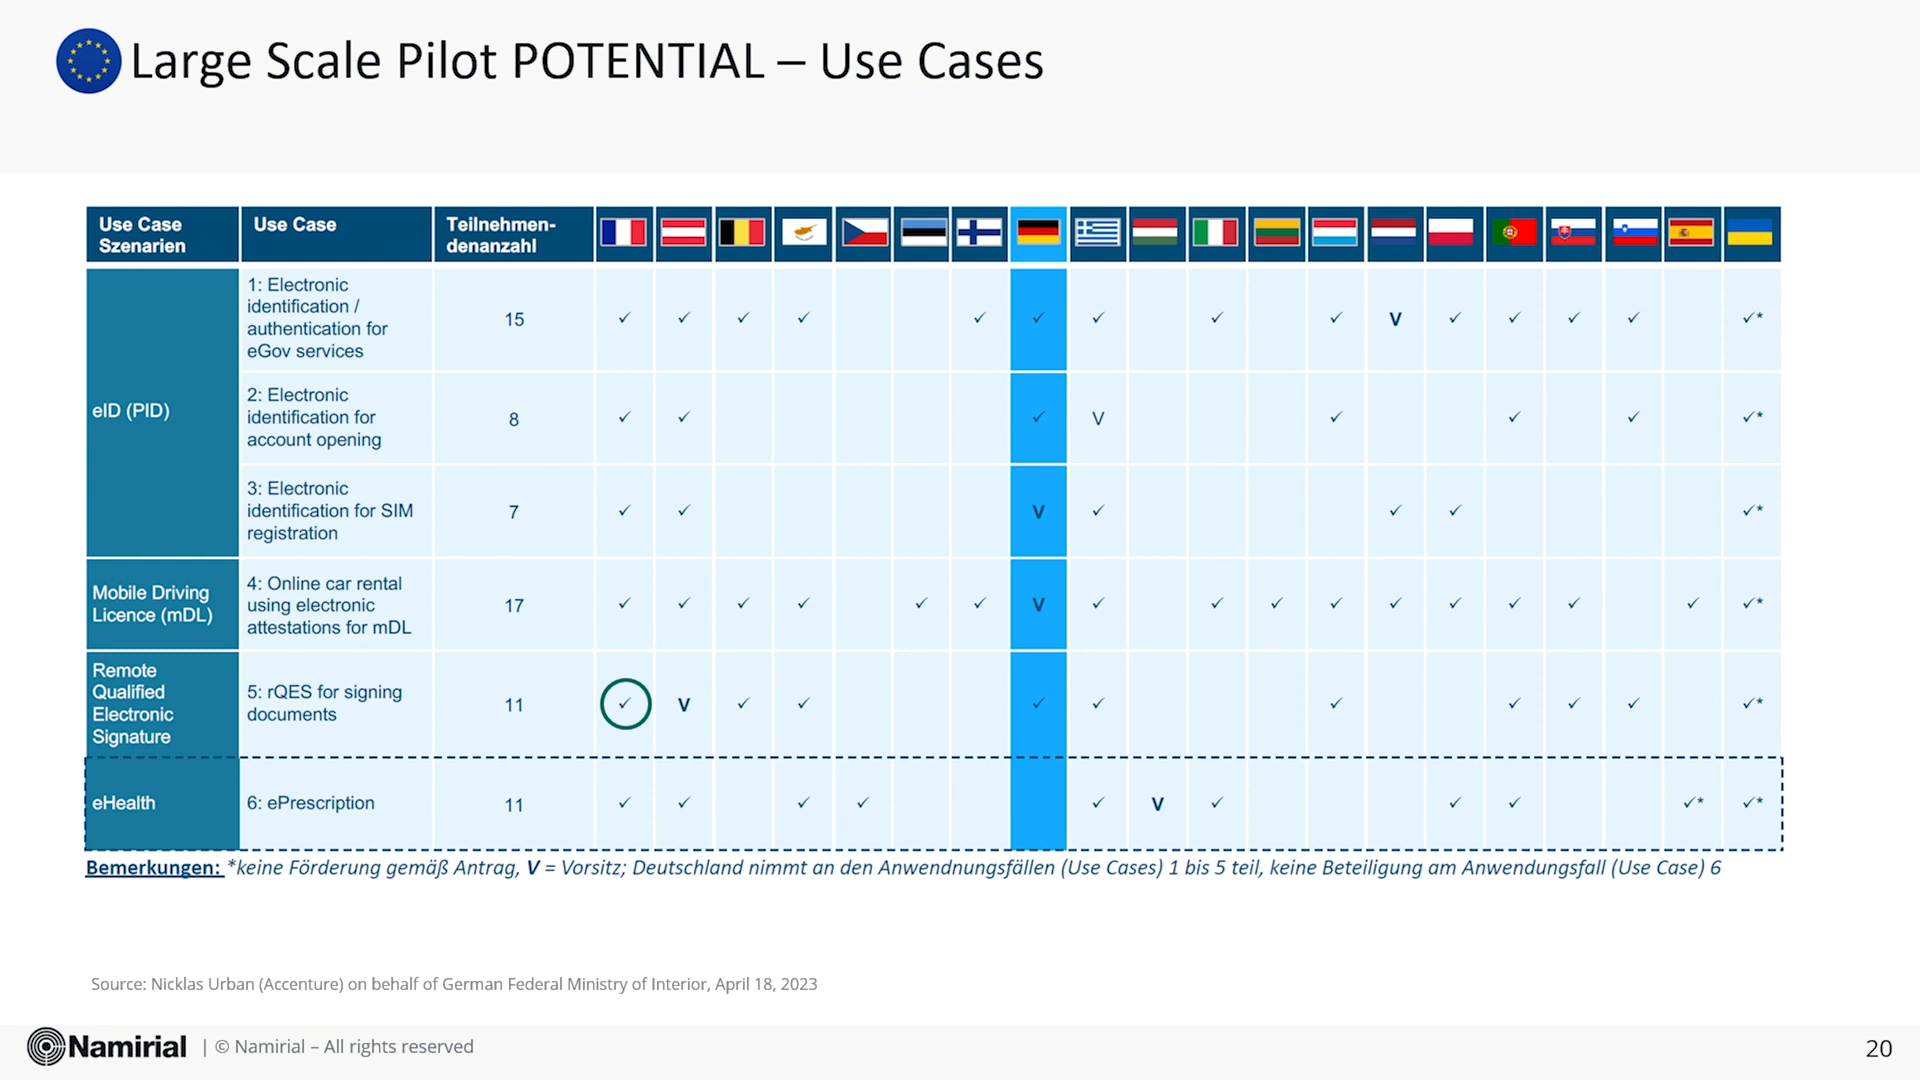 Large Scale Pilot POTENTIAL – Use Cases
Use Case
Szenarien
Use Case
Teilnehmen-
denanzahl
eID (PID)
1: Electronic
identification /
authentication for
eGov services
15
✓ ✓ ✓ ✓ ✓ ✓ ✓ ✓ ✓ V ✓ ✓ ✓ ✓ ✓*
2: Electronic
identification for
account opening
8
✓ ✓ ✓ V ✓ ✓ ✓ ✓*
3: Electronic
identification for SIM
registration
7
✓ ✓ V ✓ ✓ ✓ ✓*
Mobile Driving
Licence (mDL)
4: Online car rental
using electronic
attestations for mDL
17
✓ ✓ ✓ ✓ ✓ ✓ V ✓ ✓ ✓ ✓ ✓ ✓ ✓ ✓ ✓ ✓*
Remote
Qualified
Electronic
Signature
5: rQES for signing
documents
11
✓ V ✓ ✓ ✓ ✓ ✓ ✓ ✓ ✓ ✓*
eHealth
6: ePrescription
11
✓ ✓ ✓ ✓ ✓ V ✓ ✓ ✓ ✓* ✓*
Bemerkungen: *keine Förderung gemäß Antrag, V = Vorsitz; Deutschland nimmt an den Anwendnungsfällen (Use Cases) 1 bis 5 teil, keine Beteiligung am Anwendungsfall (Use Case) 6
Source: Nicklas Urban (Accenture) on behalf of German Federal Ministry of Interior, April 18, 2023
Namirial | © Namirial – All rights reserved
20